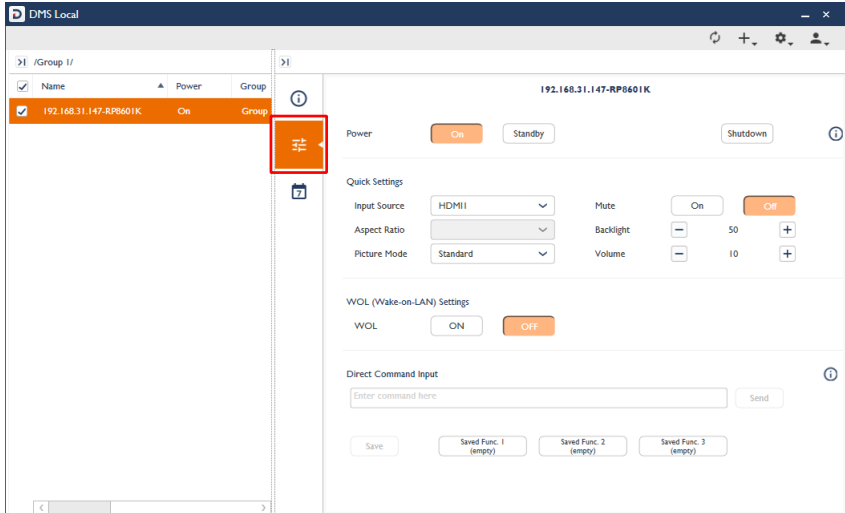 DMS Local
/Group 1/
Name Power Group
192.168.31.147-RP8601K On Group
7
192.168.31.147-RP8601K
Power On Standby Shutdown
Quick Settings
Input Source HDMI1 Mute On Off
Aspect Ratio Backlight 50
Picture Mode Standard Volume 10
WOL (Wake-on-LAN) Settings
WOL ON OFF
Direct Command Input
Enter command here Send
Save Saved Func. 1 Saved Func. 2 Saved Func. 3
(empty) (empty) (empty)